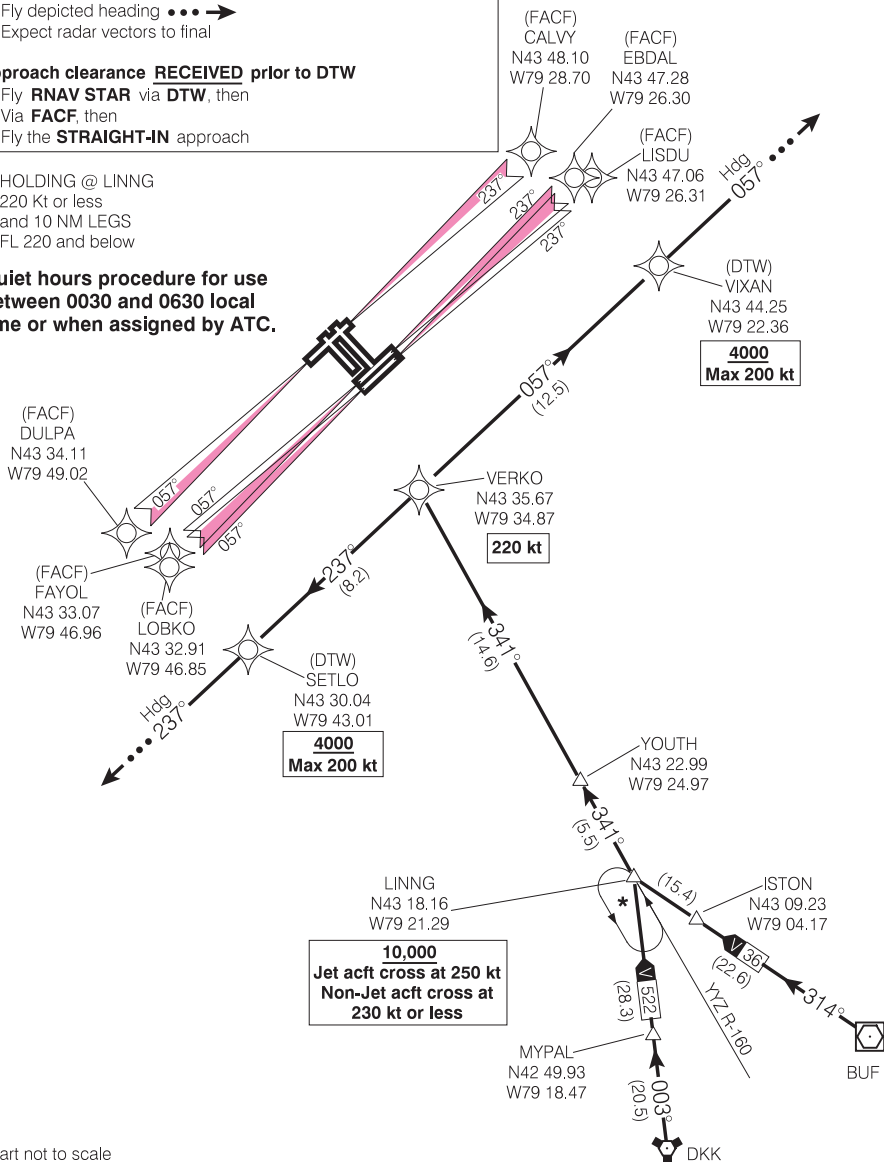 Fly depicted heading
Expect radar vectors to final
proach clearance RECEIVED prior to DTW
Fly RNAV STAR via DTW, then
Via FACF, then
Fly the STRAIGHT-IN approach
HOLDING @ LINNG
220 Kt or less
and 10 NM LEGS
FL 220 and below
uiet hours procedure for use
etween 0030 and 0630 local
me or when assigned by ATC.
(FACF)
CALVY
N43 48.10
W79 28.70
(FACF)
EBDAL
N43 47.28
W79 26.30
(FACF)
LISDU
N43 47.06
W79 26.31
Hdg
057°
237°
237°
237°
(DTW)
VIXAN
N43 44.25
W79 22.36
4000
Max 200 kt
057°
(12.5)
(FACF)
DULPA
N43 34.11
W79 49.02
057°
057°
057°
VERKO
N43 35.67
W79 34.87
220 kt
237°
(8.2)
(FACF)
FAYOL
N43 33.07
W79 46.96
(FACF)
LOBKO
N43 32.91
W79 46.85
(DTW)
SETLO
N43 30.04
W79 43.01
4000
Max 200 kt
Hdg
237°
341°
(14.6)
YOUTH
N43 22.99
W79 24.97
341°
(5.5)
LINNG
N43 18.16
W79 21.29
10,000
Jet acft cross at 250 kt
Non-Jet acft cross at
230 kt or less
*
(15.4)
ISTON
N43 09.23
W79 04.17
V 36
(22.6)
314°
BUF
V 522
(28.3)
YYZ R-160
MYPAL
N42 49.93
W79 18.47
003°
(20.5)
DKK
art not to scale